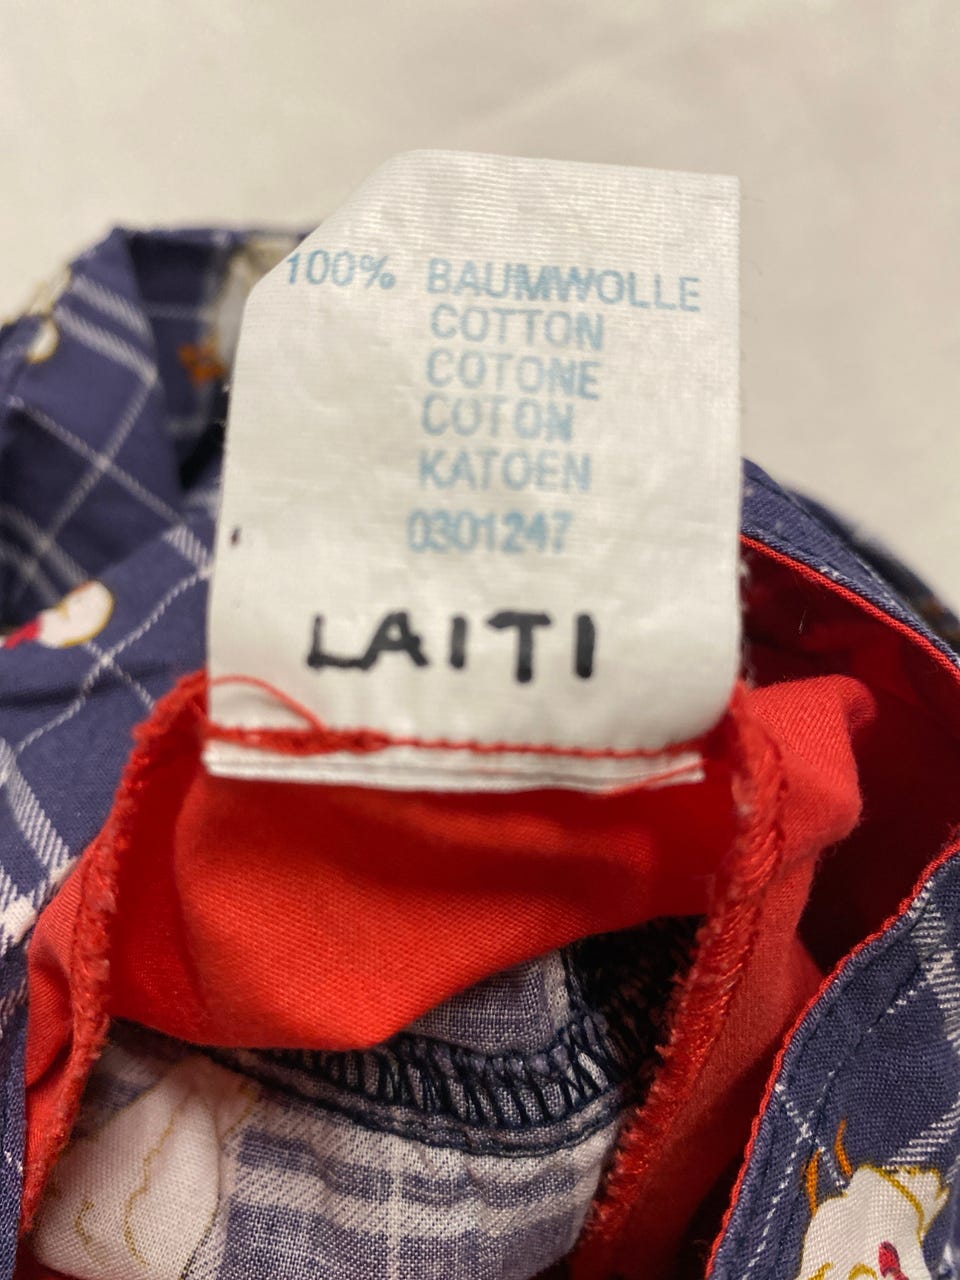 100% BAUMWOLLE
COTTON
COTONE
COTON
KATOEN
0301247
LAITI